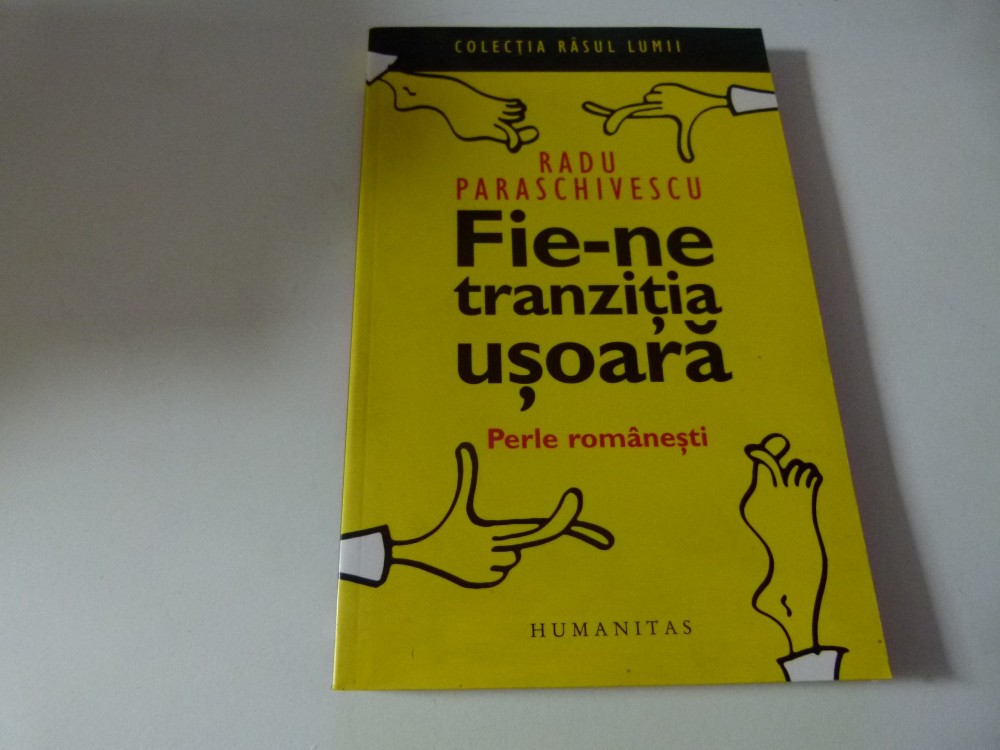 COLECȚIA RÂSUL LUMII
RADU
PARASCHIVESCU
Fie-ne
tranziția
ușoară
Perle românești
HUMANITAS